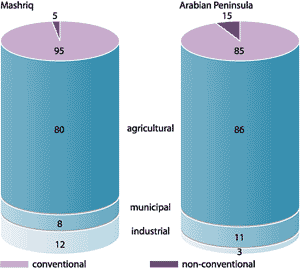 Mashriq Arabian Peninsula
5 15
95 85
80 agricultural 86
municipal
8 industrial 11
12 3
conventional non-conventional